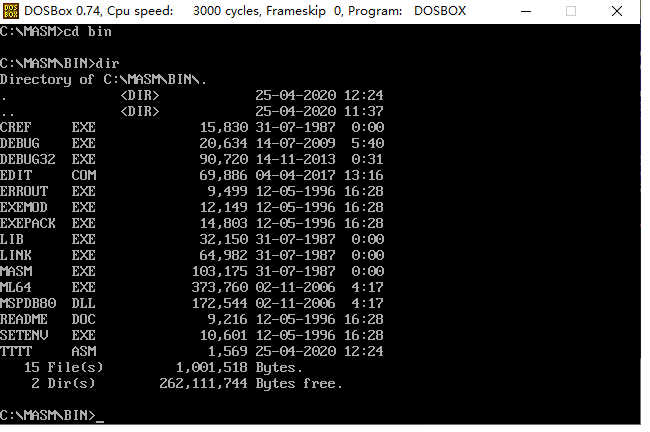 DOSBox 0.74, Cpu speed: 3000 cycles, Frameskip 0, Program: DOSBOX
C:\MASM>cd bin
C:\MASM\BIN>dir
Directory of C:\MASM\BIN\.
. <DIR> 25-04-2020 12:24
.. <DIR> 25-04-2020 11:37
CREF EXE 15,830 31-07-1987 0:00
DEBUG EXE 20,634 14-07-2009 5:40
DEBUG32 EXE 90,720 14-11-2013 0:31
EDIT COM 69,886 04-04-2017 13:16
ERROUT EXE 9,499 12-05-1996 16:28
EXEMOD EXE 12,149 12-05-1996 16:28
EXEPACK EXE 14,803 12-05-1996 16:28
LIB EXE 32,150 31-07-1987 0:00
LINK EXE 64,982 31-07-1987 0:00
MASM EXE 103,175 31-07-1987 0:00
ML64 EXE 373,760 02-11-2006 4:17
MSPDB80 DLL 172,544 02-11-2006 4:17
README DOC 9,216 12-05-1996 16:28
SETENV EXE 10,601 12-05-1996 16:28
TTTT ASM 1,569 25-04-2020 12:24
15 File(s) 1,001,518 Bytes.
2 Dir(s) 262,111,744 Bytes free.
C:\MASM\BIN>_